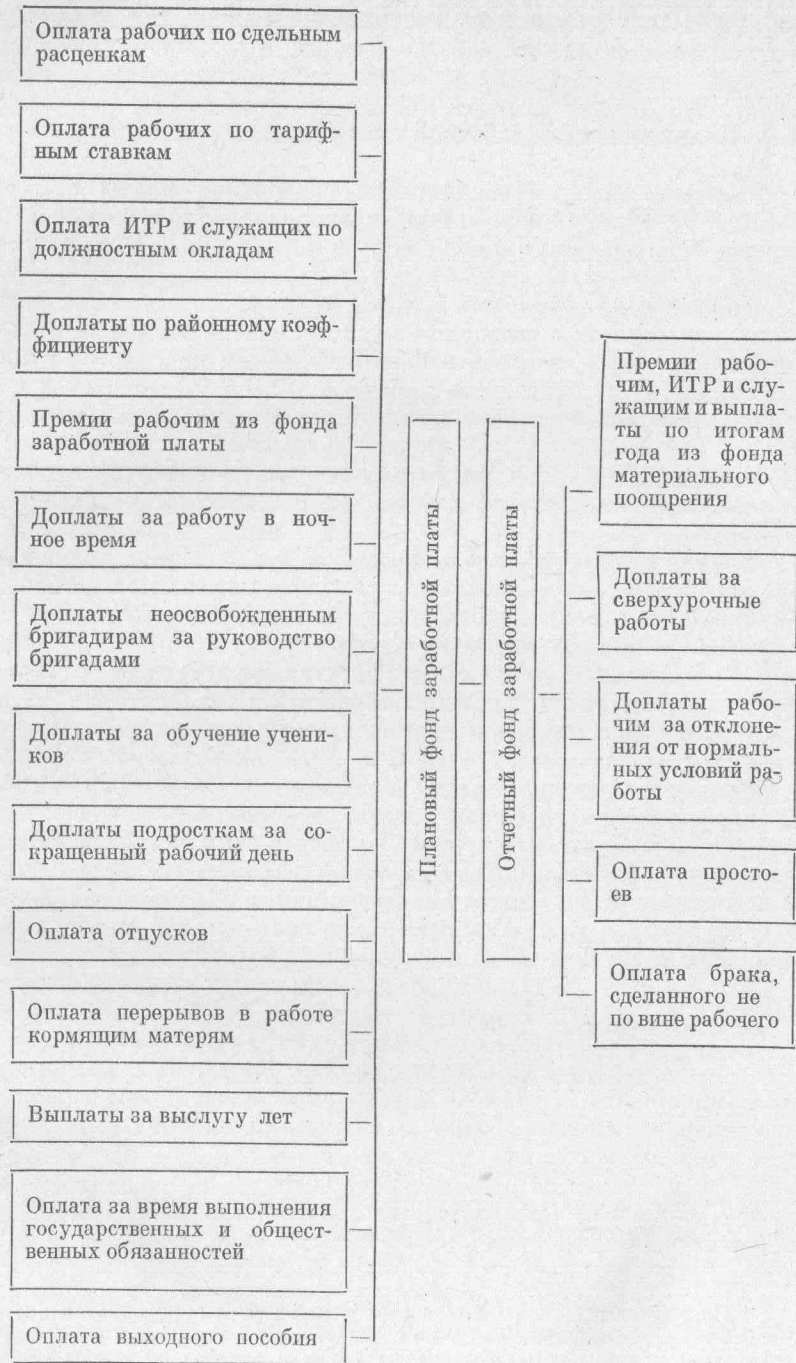 Оплата рабочих по сдельным
расценкам
Оплата рабочих по тариф-
ным ставкам
Оплата ИТР и служащих по
должностным окладам
Доплаты по районному коэф-
фициенту
Премии рабочим из фонда
заработной платы
Доплаты за работу в ноч-
ное время
Доплаты неосвобожденным
бригадирам за руководство
бригадами
Доплаты за обучение учени-
ков
Доплаты подросткам за со-
кращенный рабочий день
Оплата отпусков
Оплата перерывов в работе
кормящим матерям
Выплаты за выслугу лет
Оплата за время выполнения
государственных и общест-
венных обязанностей
Оплата выходного пособия
Плановый фонд заработной платы
Отчетный фонд заработной платы
Премии рабо-
чим, ИТР и слу-
жащим и выпла-
ты по итогам
года из фонда
материального
поощрения
Доплаты за
сверхурочные
работы
Доплаты рабо-
чим за отклоне-
ния от нормаль-
ных условий ра-
боты
Оплата просто-
ев
Оплата брака,
сделанного не
по вине рабочего